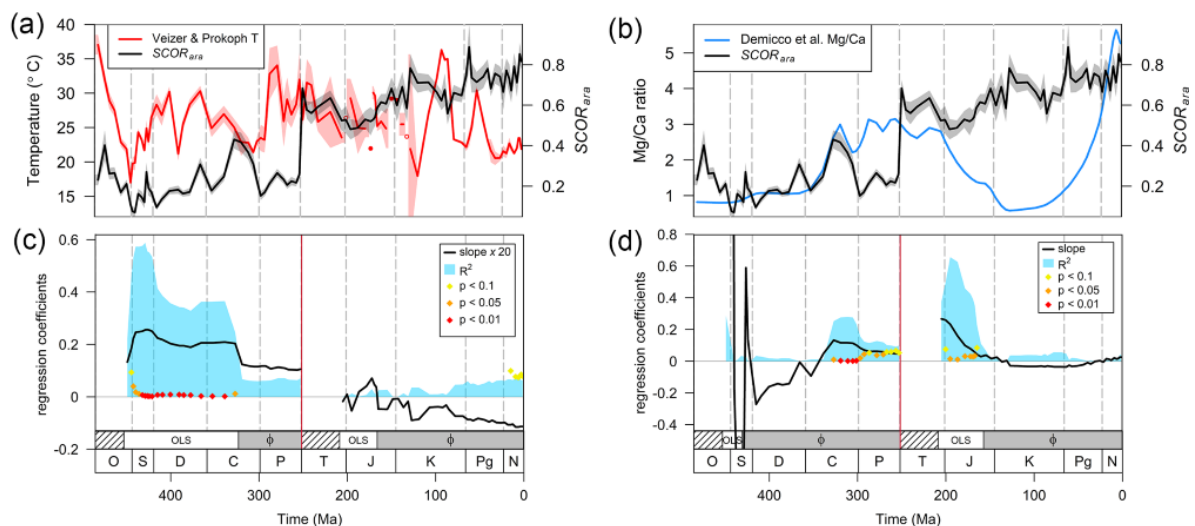 (a)
Veizer & Prokoph T
SCORara
Temperature (° C)
40
35
30
25
20
15
SCORara
0.8
0.6
0.4
0.2
(b)
Demicco et al. Mg/Ca
SCORara
Mg/Ca ratio
5
4
3
2
1
SCORara
0.8
0.6
0.4
0.2
(c)
slope x 20
R2
p < 0.1
p < 0.05
p < 0.01
regression coefficients
0.6
0.4
0.2
0
-0.2
OLS ϕ OLS ϕ
O S D C P T J K Pg N
400 300 200 100 0
Time (Ma)
(d)
slope
R2
p < 0.1
p < 0.05
p < 0.01
regression coefficients
0.8
0.6
0.4
0.2
0
-0.2
-0.4
OLS ϕ OLS ϕ
O S D C P T J K Pg N
400 300 200 100 0
Time (Ma)